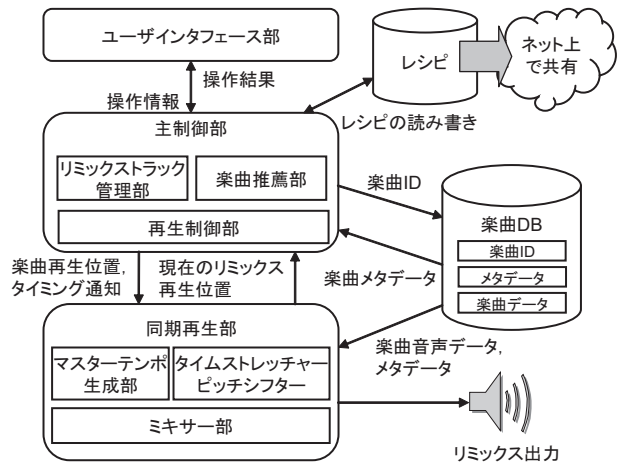 ユーザインタフェース部
レシピ
ネット上
で共有
操作結果
操作情報
レシピの読み書き
主制御部
リミックストラック
管理部
楽曲推薦部
再生制御部
楽曲ID
楽曲DB
楽曲ID
メタデータ
楽曲データ
楽曲再生位置,
タイミング通知
現在のリミックス
再生位置
楽曲メタデータ
同期再生部
マスターテンポ
生成部
タイムストレッチャー
ピッチシフター
ミキサー部
楽曲音声データ,
メタデータ
リミックス出力